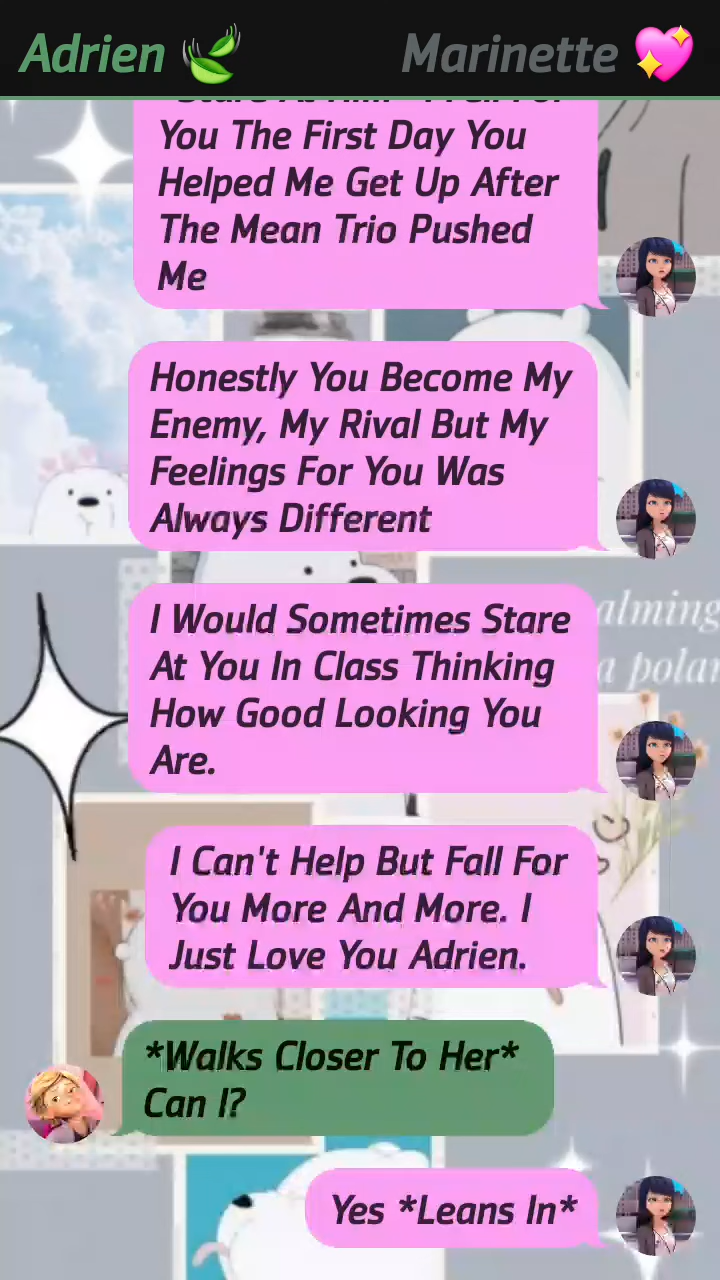 Adrien Marinette
You The First Day You
Helped Me Get Up After
The Mean Trio Pushed
Me
Honestly You Become My
Enemy, My Rival But My
Feelings For You Was
Always Different
I Would Sometimes Stare
At You In Class Thinking
How Good Looking You
Are.
alming
a polar
I Can't Help But Fall For
You More And More. I
Just Love You Adrien.
*Walks Closer To Her*
Can I?
Yes *Leans In*